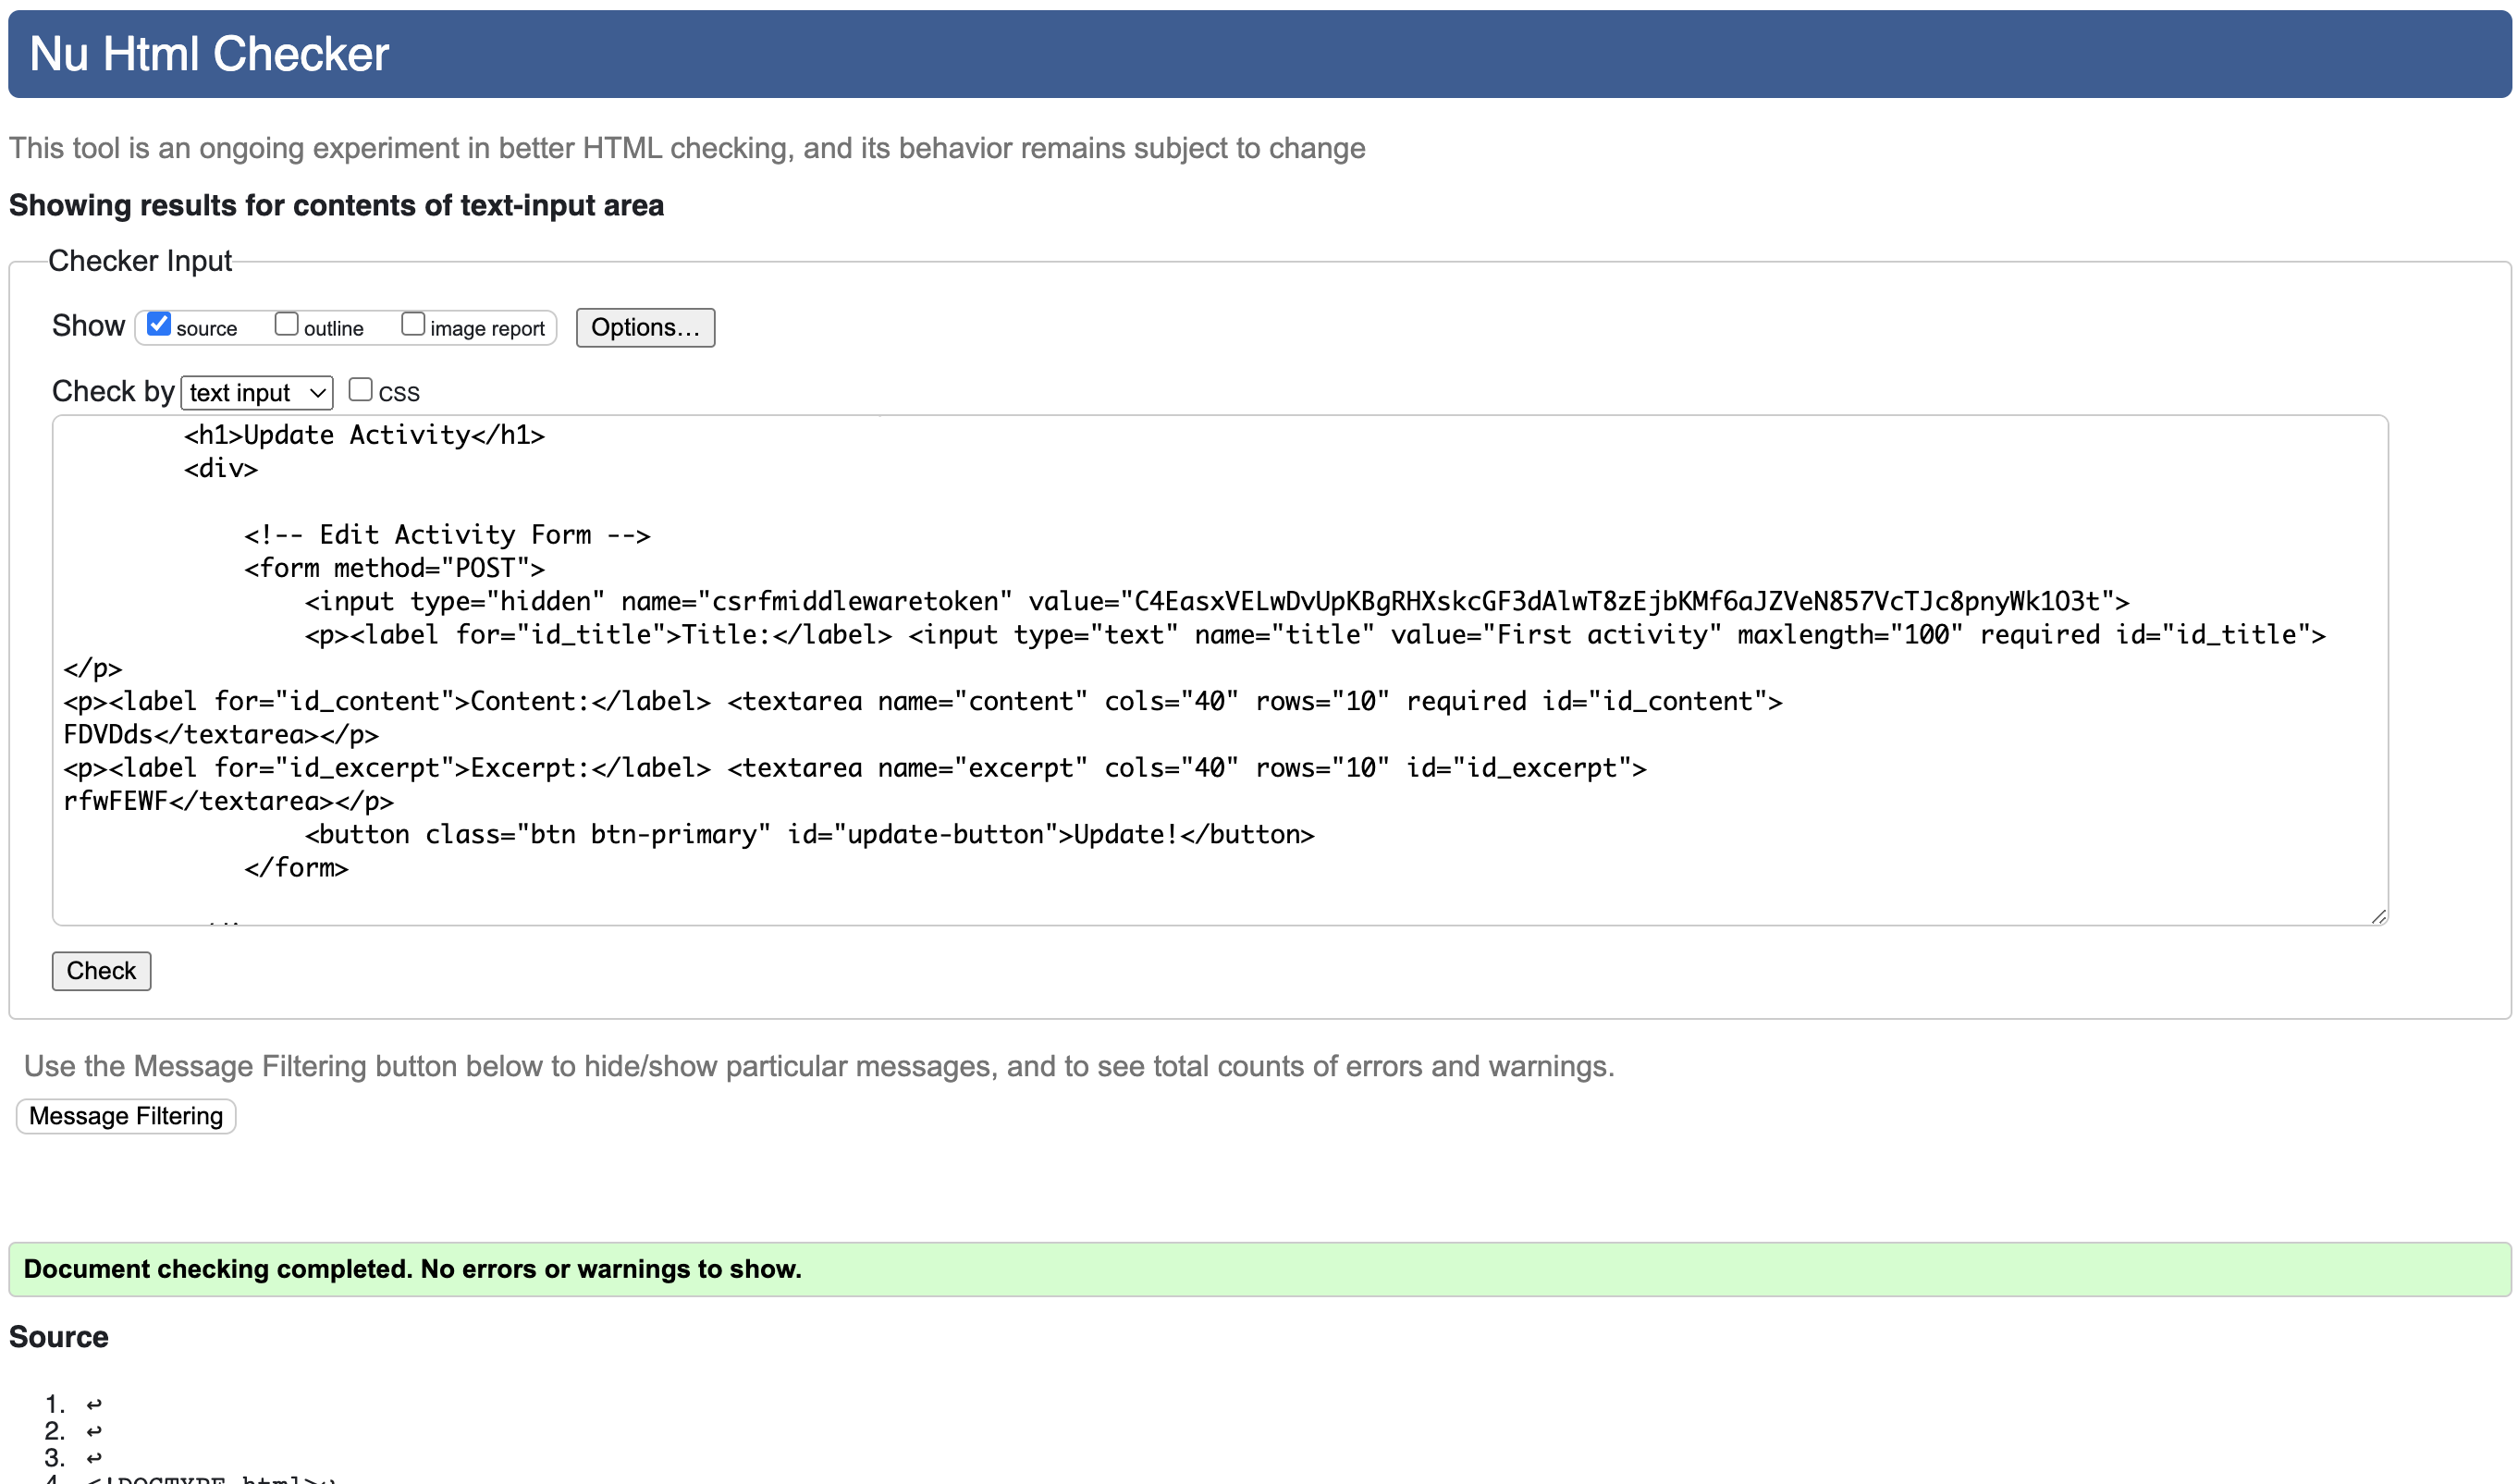 Nu Html Checker
This tool is an ongoing experiment in better HTML checking, and its behavior remains subject to change
Showing results for contents of text-input area
Checker Input
Show source outline image report Options...
Check by text input CSS
<h1>Update Activity</h1>
<div>
<!-- Edit Activity Form -->
<form method="POST">
<input type="hidden" name="csrfmiddlewaretoken" value="C4EasxVELwDvUpKBgRHXskcGF3dAlwT8zEjbKMf6aJZVeN857VcTJc8pnyWk1O3t">
<p><label for="id_title">Title:</label> <input type="text" name="title" value="First activity" maxlength="100" required id="id_title">
</p>
<p><label for="id_content">Content:</label> <textarea name="content" cols="40" rows="10" required id="id_content">
FDVDds</textarea></p>
<p><label for="id_excerpt">Excerpt:</label> <textarea name="excerpt" cols="40" rows="10" id="id_excerpt">
rfwFEWF</textarea></p>
<button class="btn btn-primary" id="update-button">Update!</button>
</form>
Check
Use the Message Filtering button below to hide/show particular messages, and to see total counts of errors and warnings.
Message Filtering
Document checking completed. No errors or warnings to show.
Source
1. ↩
2. ↩
3. ↩
4. <!DOCTYPE html>↩